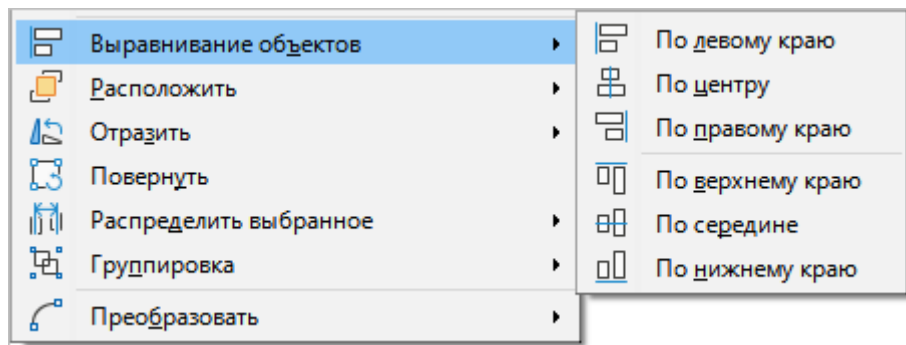 Выравнивание объектов
Расположить
Отразить
Повернуть
Распределить выбранное
Группировка
Преобразовать
По левому краю
По центру
По правому краю
По верхнему краю
По середине
По нижнему краю